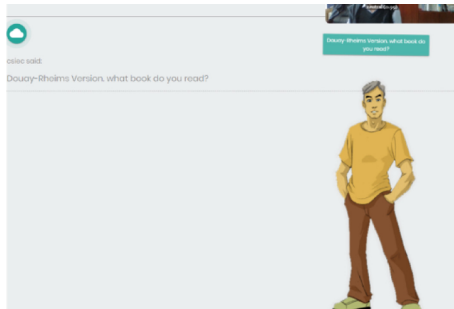 Douay-Rheims Version. what book do
you read?
said:
Douay-Rheims Version. what book do you read?